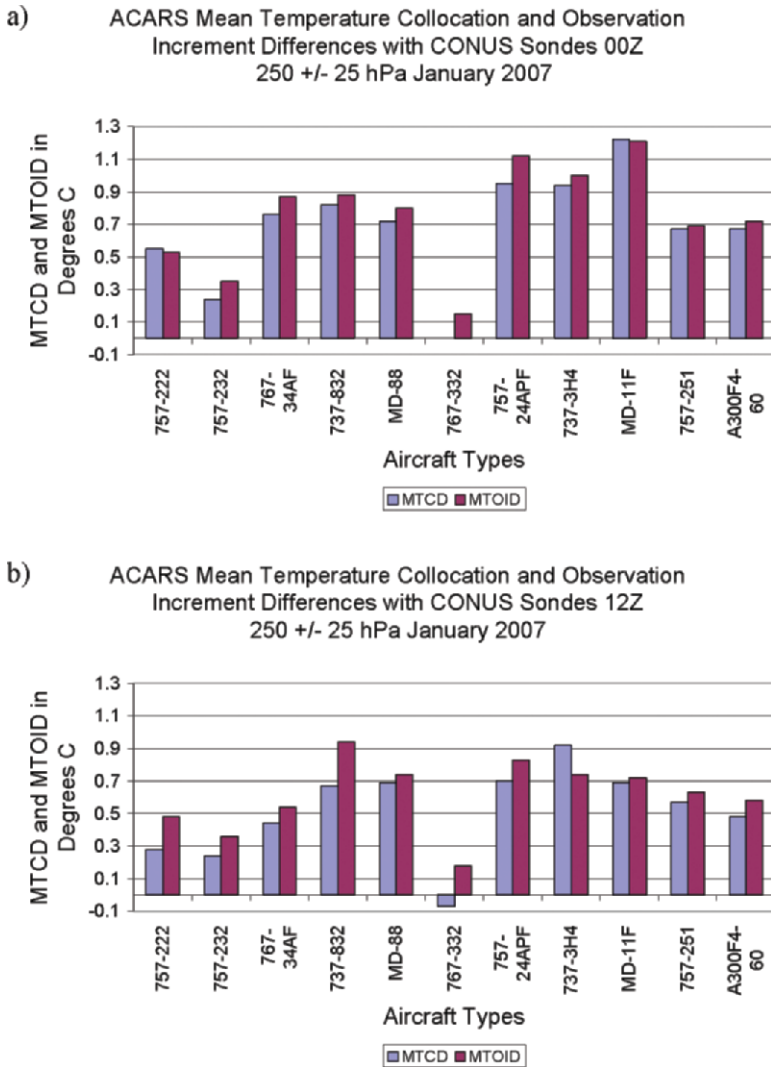 a)
ACARS Mean Temperature Collocation and Observation
Increment Differences with CONUS Sondes 00Z
250 +/- 25 hPa January 2007
MTCD and MTOID in
Degrees C
1.3
1.1
0.9
0.7
0.5
0.3
0.1
-0.1
757-222
757-232
767-
34AF
737-832
MD-88
767-332
757-
24APF
737-3H4
MD-11F
757-251
A300F4-
60
Aircraft Types
MTCD MTOID
b)
ACARS Mean Temperature Collocation and Observation
Increment Differences with CONUS Sondes 12Z
250 +/- 25 hPa January 2007
MTCD and MTOID in
Degrees C
1.3
1.1
0.9
0.7
0.5
0.3
0.1
-0.1
757-222
757-232
767-
34AF
737-832
MD-88
767-332
757-
24APF
737-3H4
MD-11F
757-251
A300F4-
60
Aircraft Types
MTCD MTOID